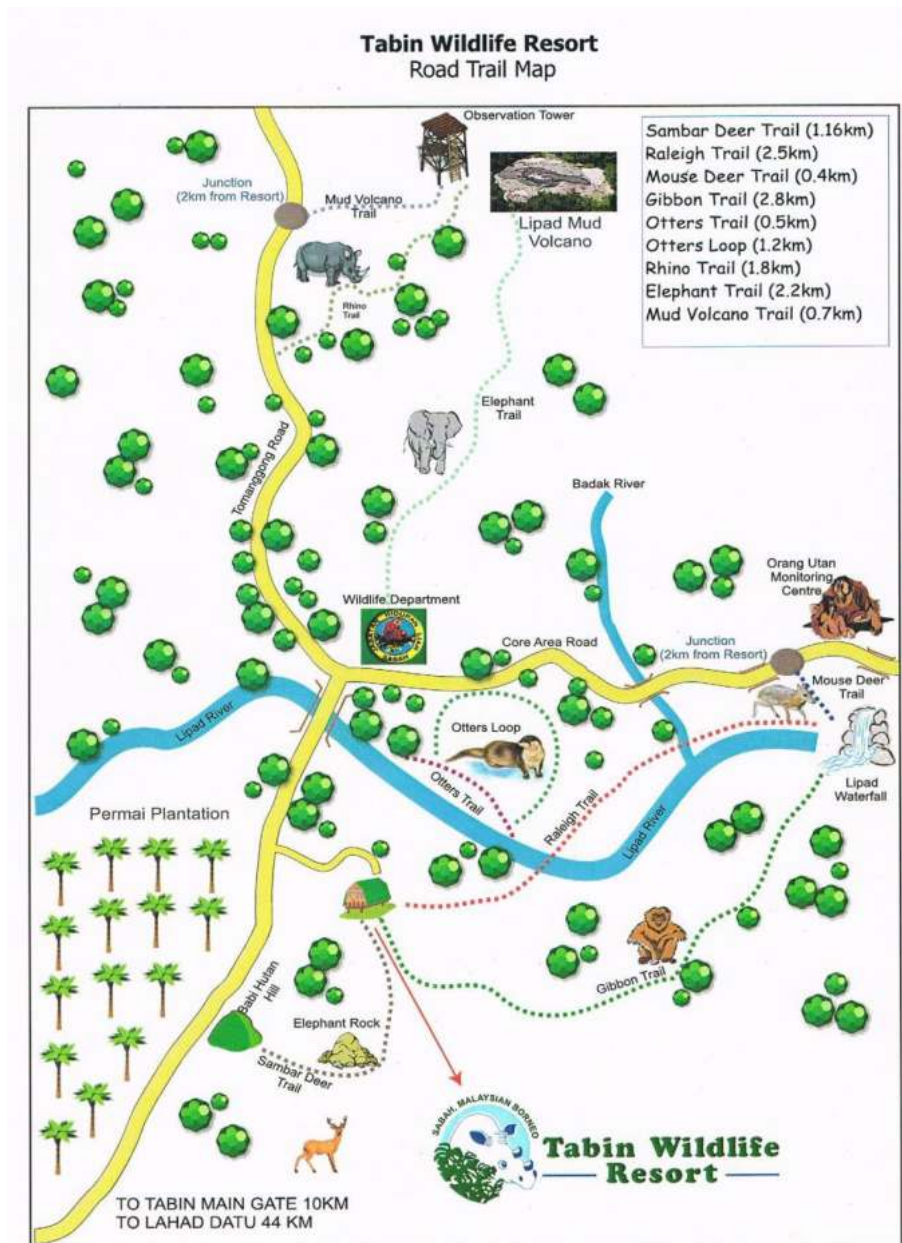 Tabin Wildlife Resort
Road Trail Map
Observation Tower
Sambar Deer Trail (1.16km)
Raleigh Trail (2.5km)
Mouse Deer Trail (0.4km)
Gibbon Trail (2.8km)
Otters Trail (0.5km)
Otters Loop (1.2km)
Rhino Trail (1.8km)
Elephant Trail (2.2km)
Mud Volcano Trail (0.7km)
Junction
(2km from Resort)
Mud Volcano
Trail
Lipad Mud
Volcano
Rhino
Trail
Elephant
Trail
Tomanggong Road
Badak River
Orang Utan
Monitoring
Centre
Wildlife Department
SABAH
Core Area Road
Junction
(2km from Resort)
Mouse Deer
Trail
Lipad River
Otters Loop
Otters Trail
Raleigh Trail
Lipad River
Lipad
Waterfall
Permai Plantation
Gibbon Trail
Babi Hutan
Hill
Elephant Rock
Sambar Deer
Trail
SABAH, MALAYSIAN BORNEO
Tabin Wildlife
Resort
TO TABIN MAIN GATE 10KM
TO LAHAD DATU 44 KM